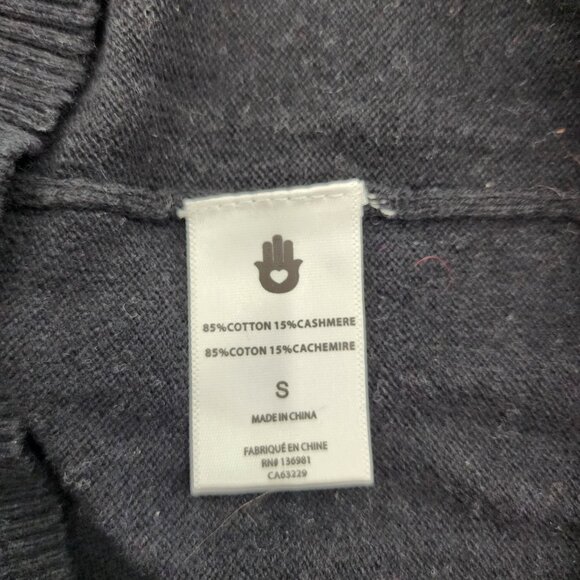 85%COTTON 15%CASHMERE
85%COTON 15%CACHEMIRE
S
MADE IN CHINA
FABRIQUÉ EN CHINE
RN# 136981
CA63229